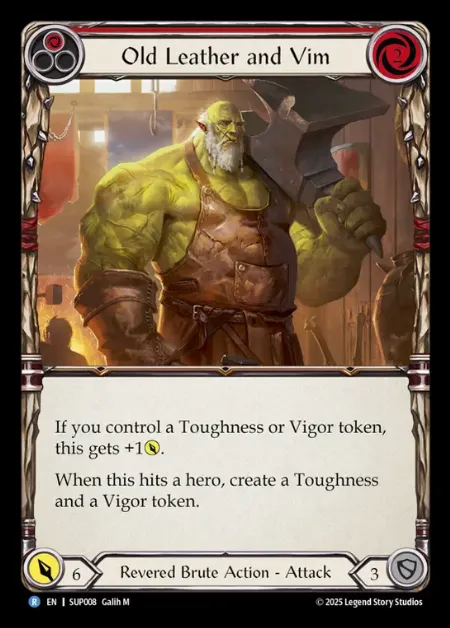 Old Leather and Vim
2
If you control a Toughness or Vigor token,
this gets +1.
When this hits a hero, create a Toughness
and a Vigor token.
6
Revered Brute Action - Attack
3
R EN | SUP008 Galih M
© 2025 Legend Story Studios